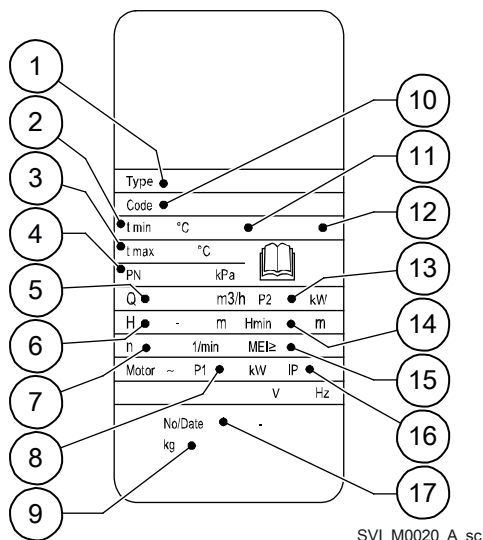 1
10
2
11
3
12
4
13
5
14
6
15
7
16
8
17
9
Type
Code
t min °C
t max °C
PN kPa
Q m3/h P2 kW
H - m Hmin m
n 1/min MEI≥
Motor ~ P1 kW IP
V Hz
No/Date -
kg
SVI_M0020_A_sc